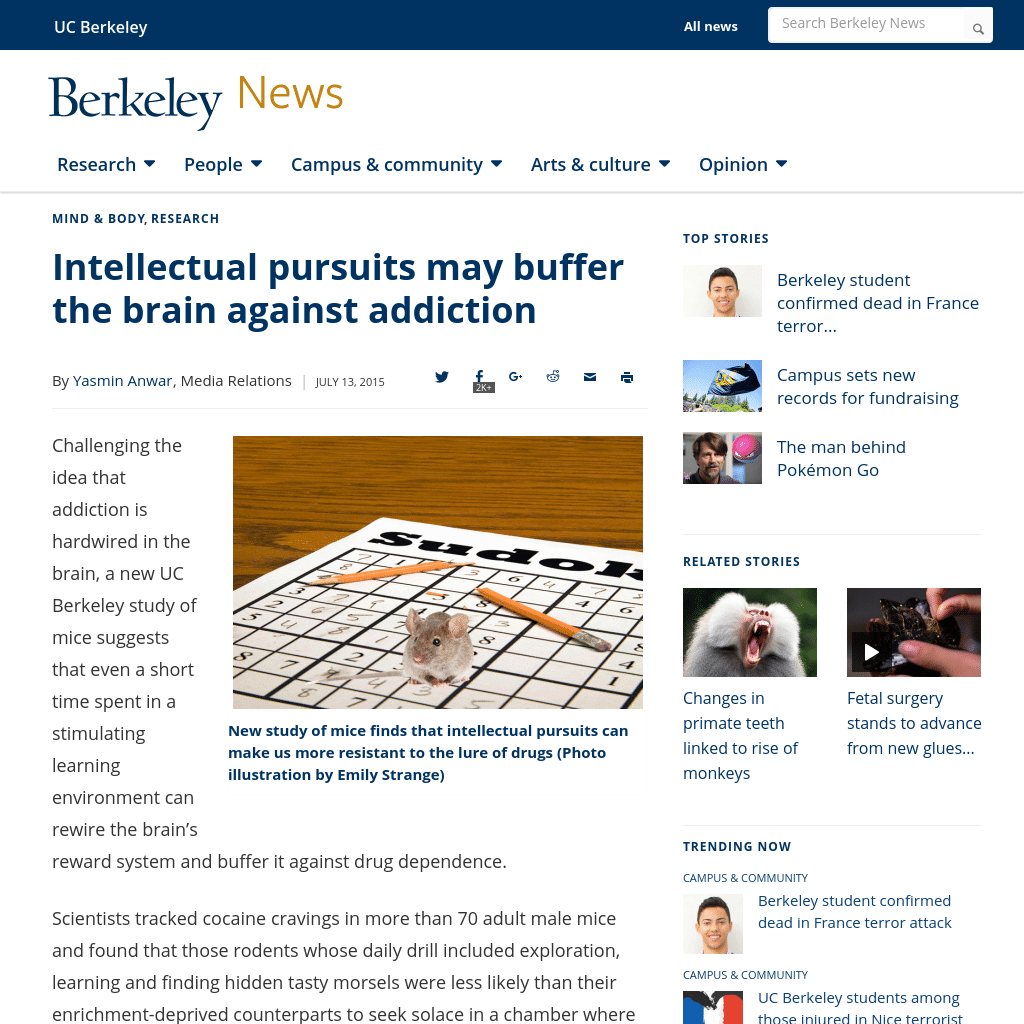 UC Berkeley
All news
Search Berkeley News
Berkeley News
Research
People
Campus & community
Arts & culture
Opinion
MIND & BODY, RESEARCH
Intellectual pursuits may buffer
the brain against addiction
By Yasmin Anwar, Media Relations | JULY 13, 2015
2K+
Challenging the
idea that
addiction is
hardwired in the
brain, a new UC
Berkeley study of
mice suggests
that even a short
time spent in a
stimulating
learning
environment can
rewire the brain’s
reward system and buffer it against drug dependence.
Sudok
New study of mice finds that intellectual pursuits can
make us more resistant to the lure of drugs (Photo
illustration by Emily Strange)
Scientists tracked cocaine cravings in more than 70 adult male mice
and found that those rodents whose daily drill included exploration,
learning and finding hidden tasty morsels were less likely than their
enrichment-deprived counterparts to seek solace in a chamber where
TOP STORIES
Berkeley student
confirmed dead in France
terror...
Campus sets new
records for fundraising
The man behind
Pokémon Go
RELATED STORIES
Changes in
primate teeth
linked to rise of
monkeys
Fetal surgery
stands to advance
from new glues...
TRENDING NOW
CAMPUS & COMMUNITY
Berkeley student confirmed
dead in France terror attack
CAMPUS & COMMUNITY
UC Berkeley students among
those injured in Nice terrorist